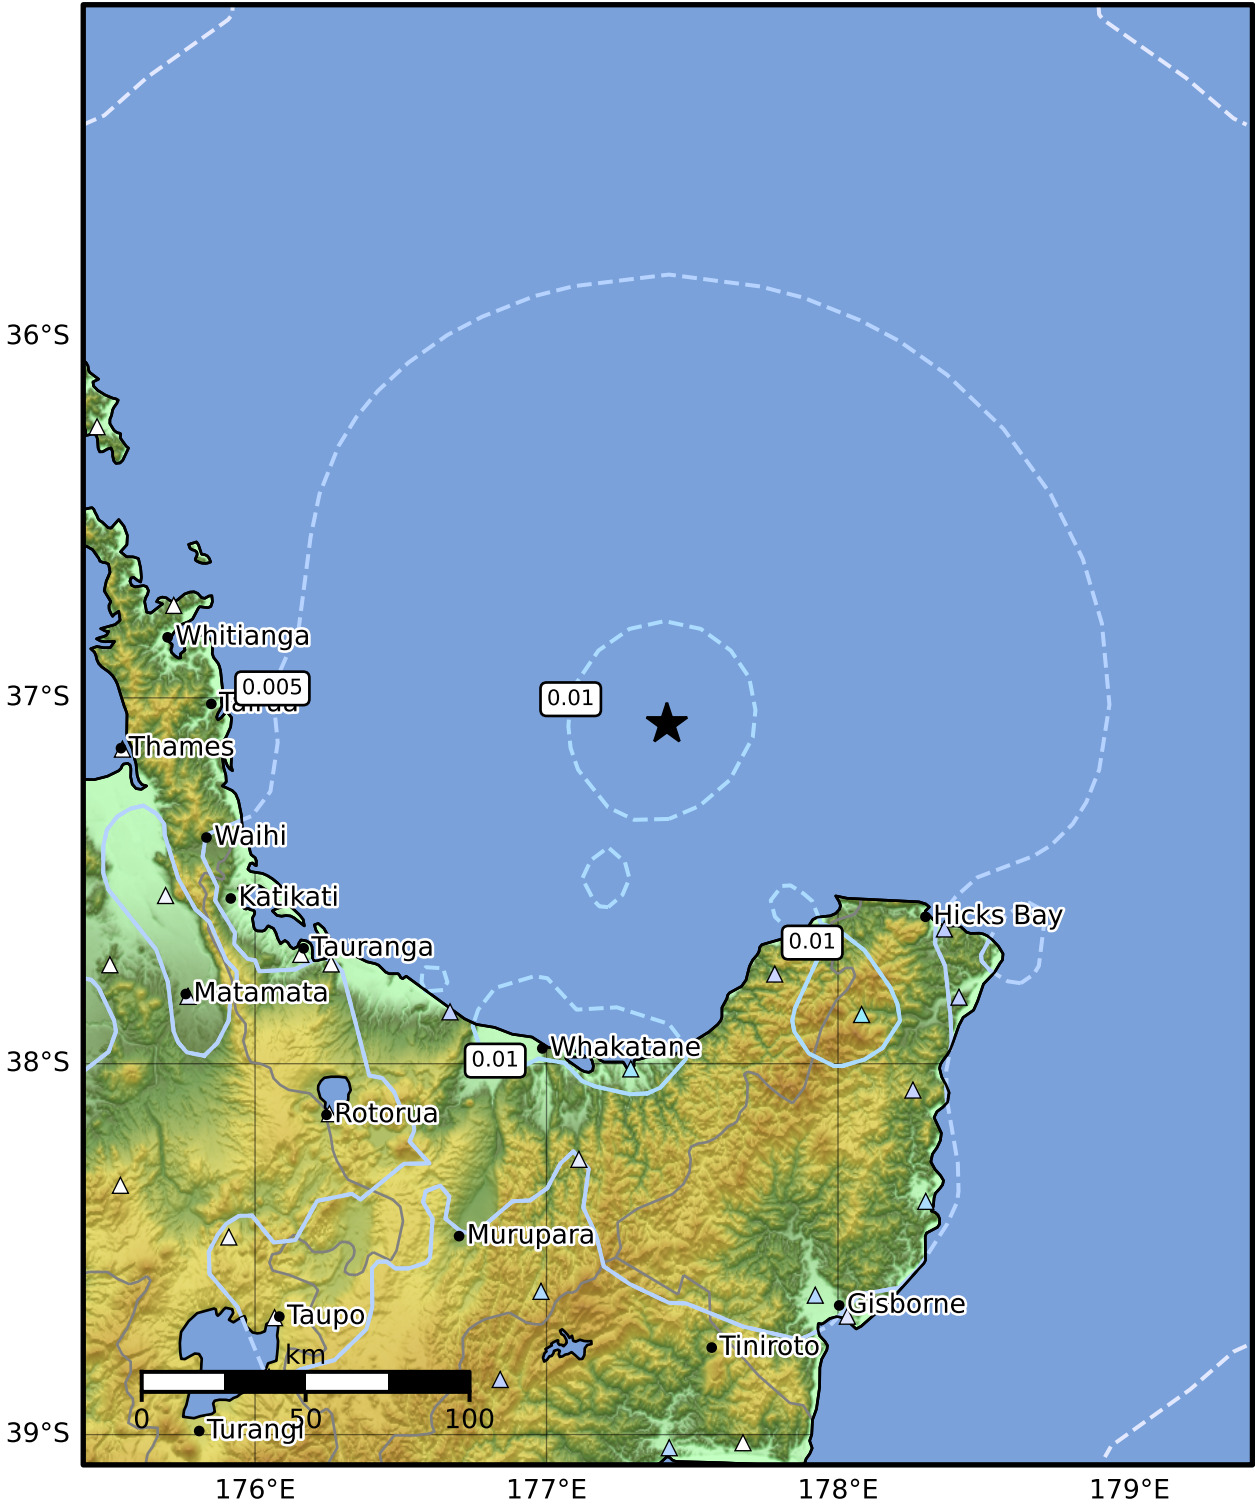 36°S
Whitianga
0.005
37°S
0.01
Tairua
Thames
Waihi
Katikati
Hicks Bay
0.01
Tauranga
Matamata
Whakatane
0.01
38°S
Rotorua
Murupara
Gisborne
Taupo
Tiniroto
km
0 50 100
Turangi
39°S
176°E 177°E 178°E 179°E